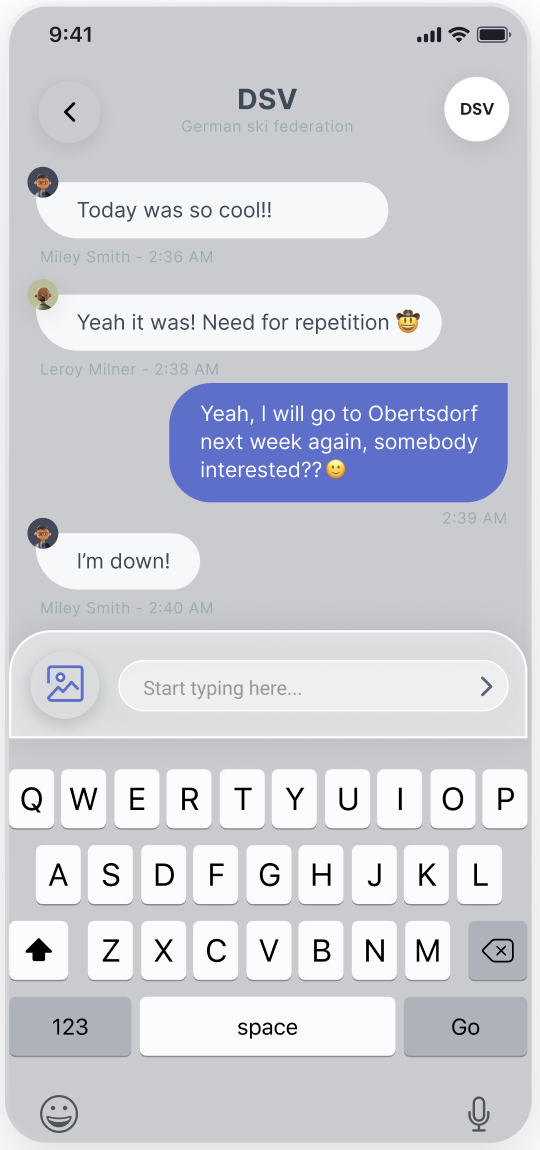 9:41
DSV
German ski federation
DSV
Today was so cool!!
Miley Smith - 2:36 AM
Yeah it was! Need for repetition 🤠
Leroy Milner - 2:38 AM
Yeah, I will go to Obertsdorf
next week again, somebody
interested??🙂
2:39 AM
I’m down!
Miley Smith - 2:40 AM
Start typing here...
Q W E R T Y U I O P
A S D F G H J K L
Z X C V B N M
123 space Go